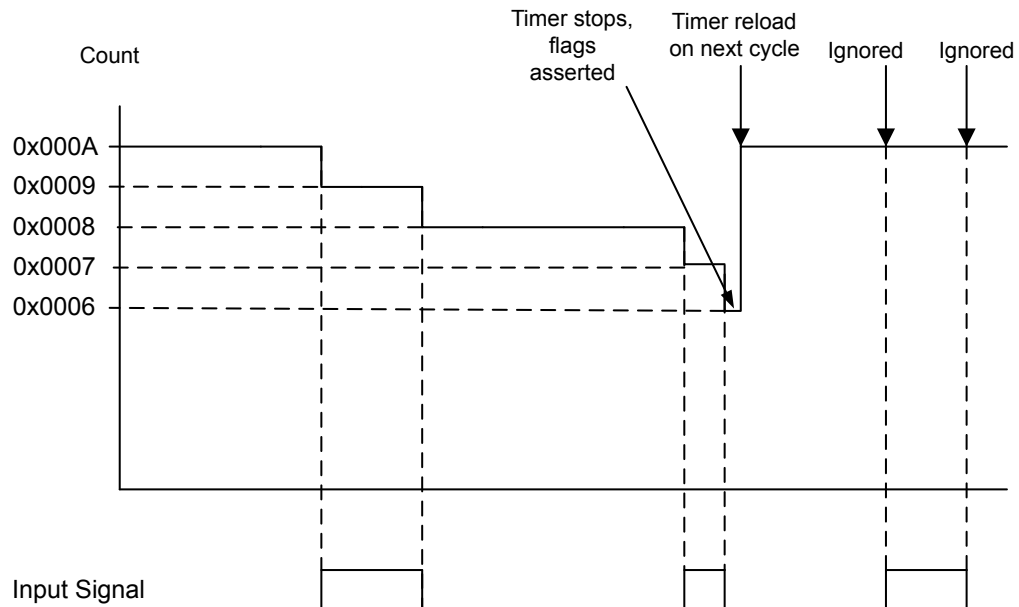 Timer stops,
flags
asserted
Timer reload
on next cycle
Ignored
Ignored
Count
0x000A
0x0009
0x0008
0x0007
0x0006
Input Signal